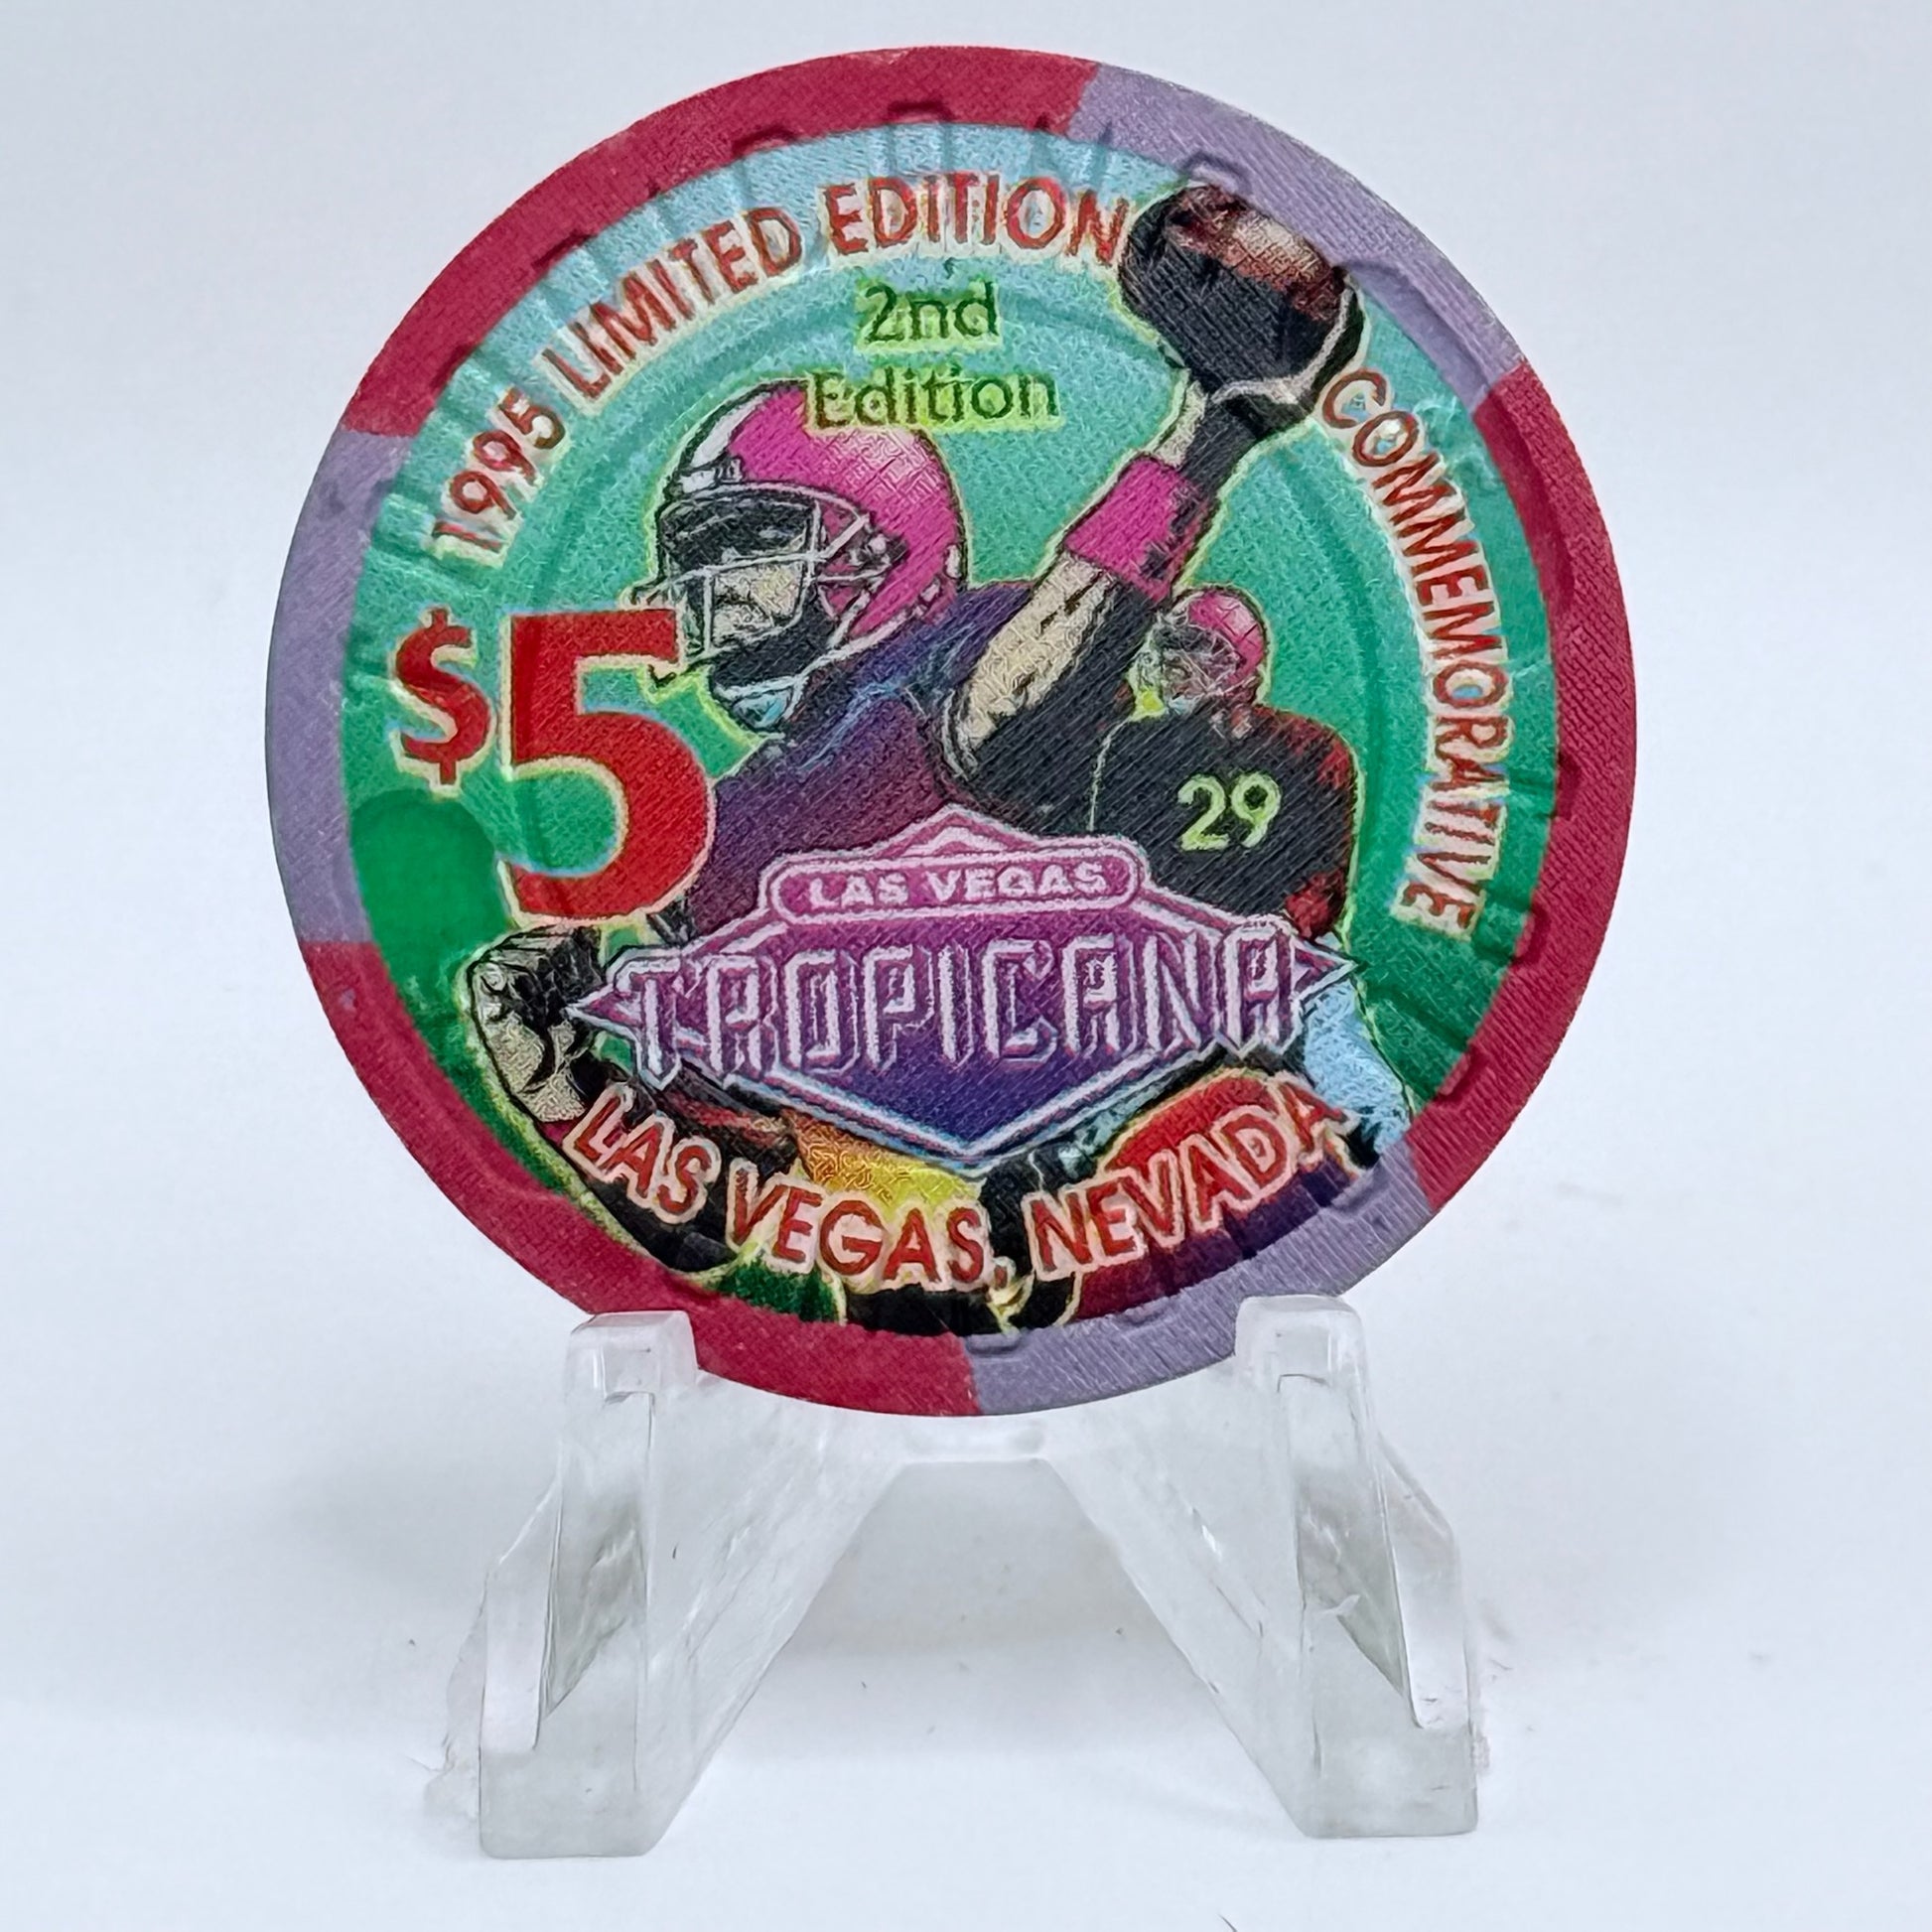 1995 LIMITED EDITION
COMMEMORATIVE
2nd
Edition
$5
29
LAS VEGAS
TROPICANA
LAS VEGAS, NEVADA